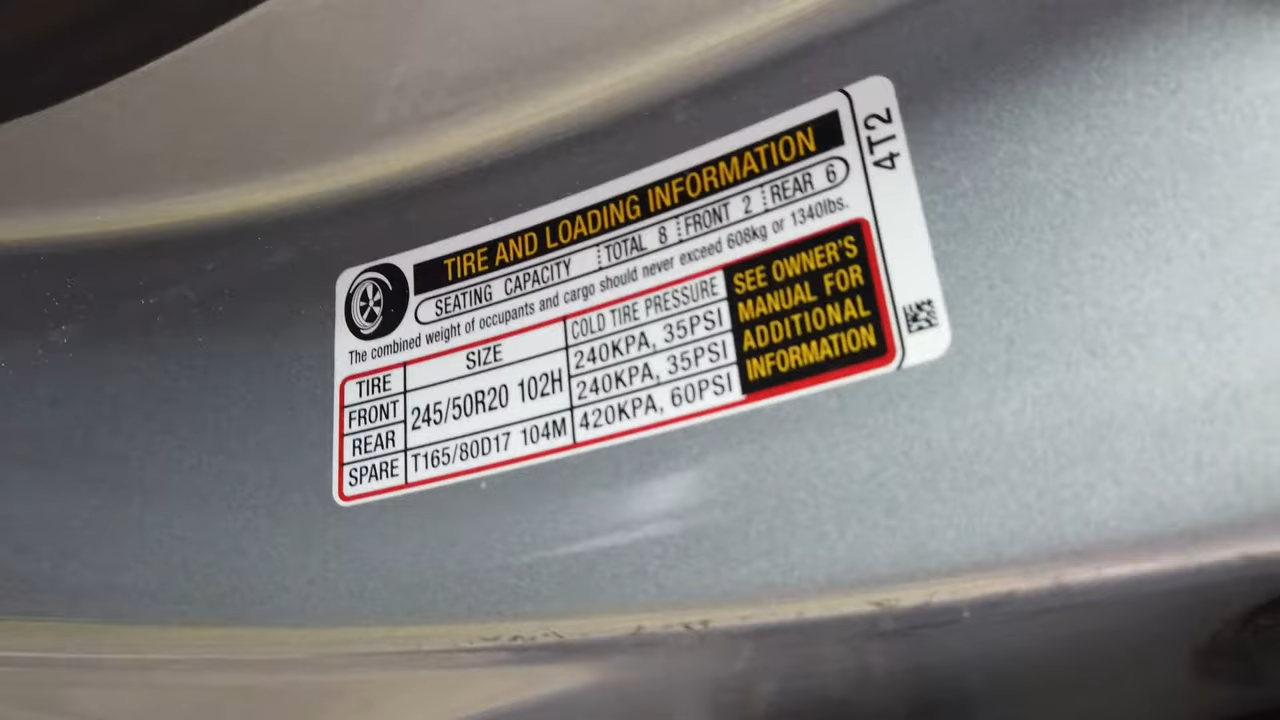 TIRE AND LOADING INFORMATION
SEATING CAPACITY TOTAL 8 FRONT 2 REAR 6
The combined weight of occupants and cargo should never exceed 608kg or 1340lbs.
TIRE SIZE COLD TIRE PRESSURE
FRONT 245/50R20 102H 240KPA, 35PSI
REAR 240KPA, 35PSI
SPARE T165/80D17 104M 420KPA, 60PSI
SEE OWNER'S
MANUAL FOR
ADDITIONAL
INFORMATION
4T2